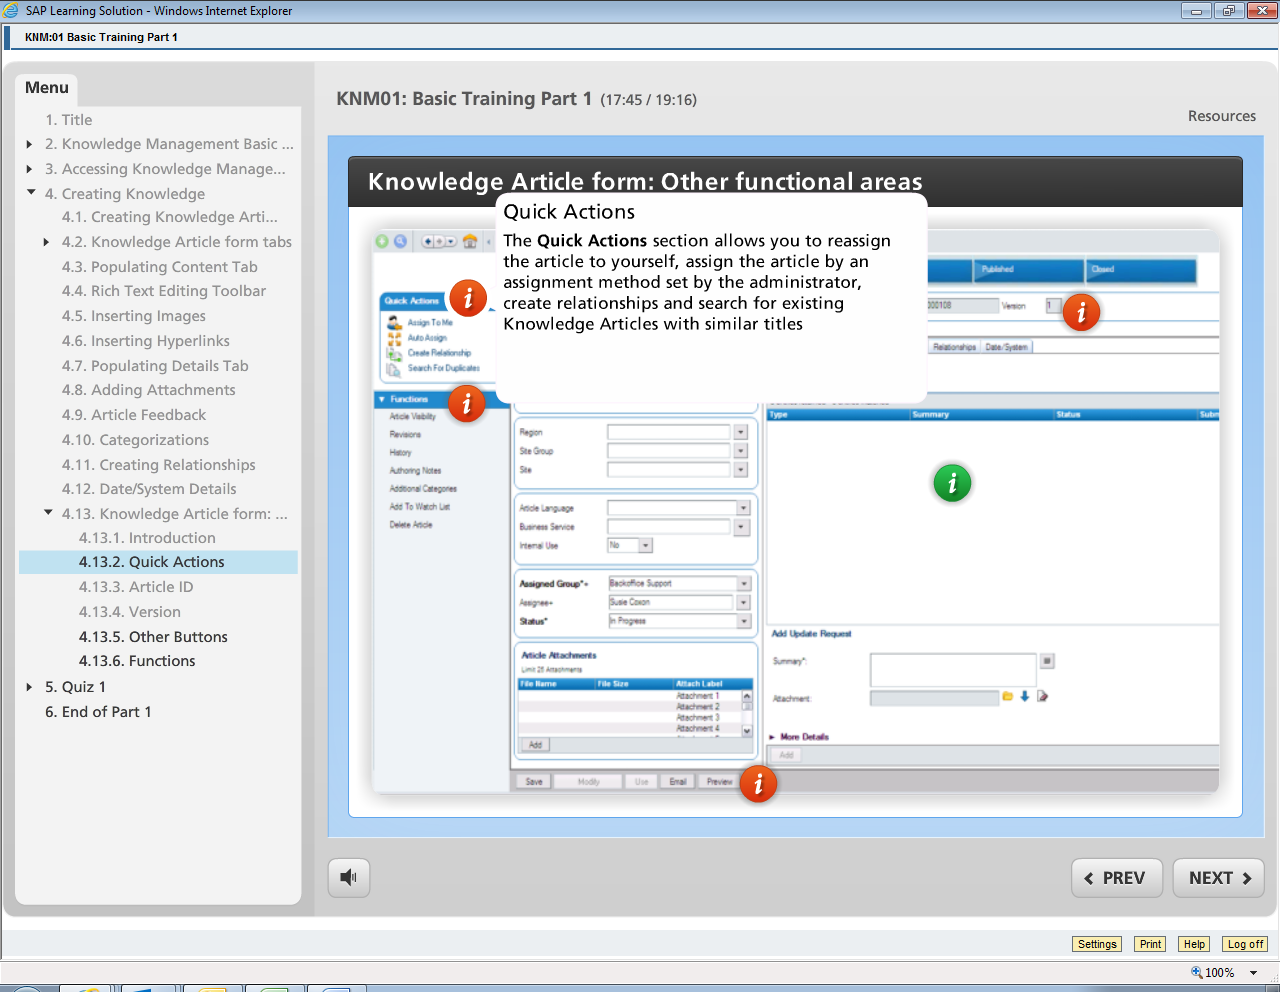 SAP Learning Solution - Windows Internet Explorer
KNM:01 Basic Training Part 1
Menu
1. Title
2. Knowledge Management Basic ...
3. Accessing Knowledge Manage...
4. Creating Knowledge
4.1. Creating Knowledge Arti...
4.2. Knowledge Article form tabs
4.3. Populating Content Tab
4.4. Rich Text Editing Toolbar
4.5. Inserting Images
4.6. Inserting Hyperlinks
4.7. Populating Details Tab
4.8. Adding Attachments
4.9. Article Feedback
4.10. Categorizations
4.11. Creating Relationships
4.12. Date/System Details
4.13. Knowledge Article form: ...
4.13.1. Introduction
4.13.2. Quick Actions
4.13.3. Article ID
4.13.4. Version
4.13.5. Other Buttons
4.13.6. Functions
5. Quiz 1
6. End of Part 1
KNM01: Basic Training Part 1 (17:45 / 19:16)
Resources
Knowledge Article form: Other functional areas
Quick Actions
The Quick Actions section allows you to reassign
the article to yourself, assign the article by an
assignment method set by the administrator,
create relationships and search for existing
Knowledge Articles with similar titles
Published
Closed
000108
Version
1
Relationships
Date/System
Quick Actions
Assign To Me
Auto Assign
Create Relationship
Search For Duplicates
Functions
Article Visibility
Revisions
History
Authoring Notes
Additional Categories
Add To Watch List
Delete Article
Region
Site Group
Site
Article Language
Business Service
Internal Use
No
Assigned Group*+
Backoffice Support
Assignee+
Susie Coxon
Status*
In Progress
Article Attachments
Limit 25 Attachments
File Name
File Size
Attach Label
Attachment 1
Attachment 2
Attachment 3
Attachment 4
Add
Save
Modify
Use
Email
Preview
Type
Summary
Status
Subm
Add Update Request
Summary*:
Attachment:
More Details
Add
PREV
NEXT
Settings
Print
Help
Log off
100%